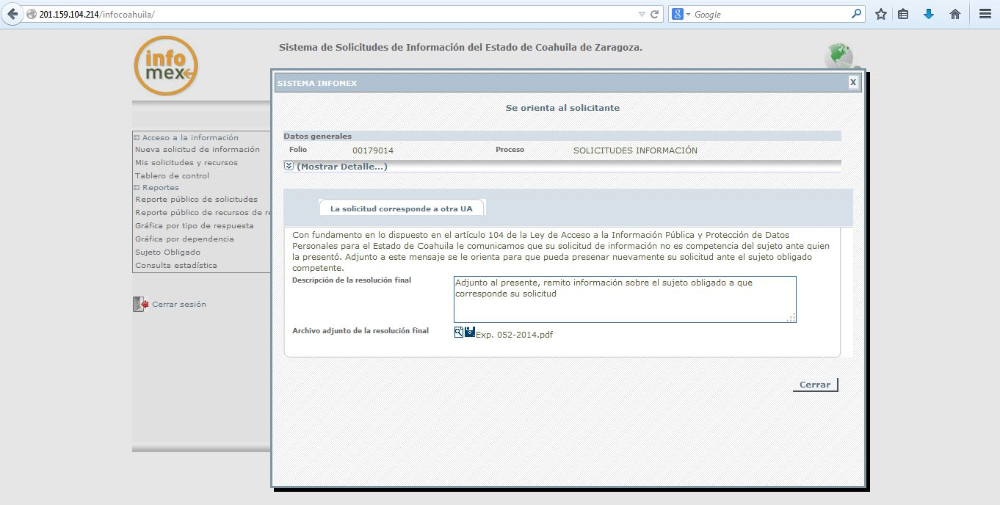 201.159.104.214/infocoahuila/
8
Google
info
mex
Sistema de Solicitudes de Información del Estado de Coahuila de Zaragoza.
SISTEMA INFOMEX
X
Se orienta al solicitante
Datos generales
Folio 00179014 Proceso SOLICITUDES INFORMACIÓN
(Mostrar Detalle...)
Acceso a la información
Nueva solicitud de información
Mis solicitudes y recursos
Tablero de control
Reportes
Reporte público de solicitudes
Reporte público de recursos de re
Gráfica por tipo de respuesta
Gráfica por dependencia
Sujeto Obligado
Consulta estadística
Cerrar sesión
La solicitud corresponde a otra UA
Con fundamento en lo dispuesto en el artículo 104 de la Ley de Acceso a la Información Pública y Protección de Datos
Personales para el Estado de Coahuila le comunicamos que su solicitud de información no es competencia del sujeto ante quien
la presentó. Adjunto a este mensaje se le orienta para que pueda presenar nuevamente su solicitud ante el sujeto obligado
competente.
Descripción de la resolución final
Adjunto al presente, remito información sobre el sujeto obligado a que
corresponde su solicitud
Archivo adjunto de la resolución final
Exp. 052-2014.pdf
Cerrar